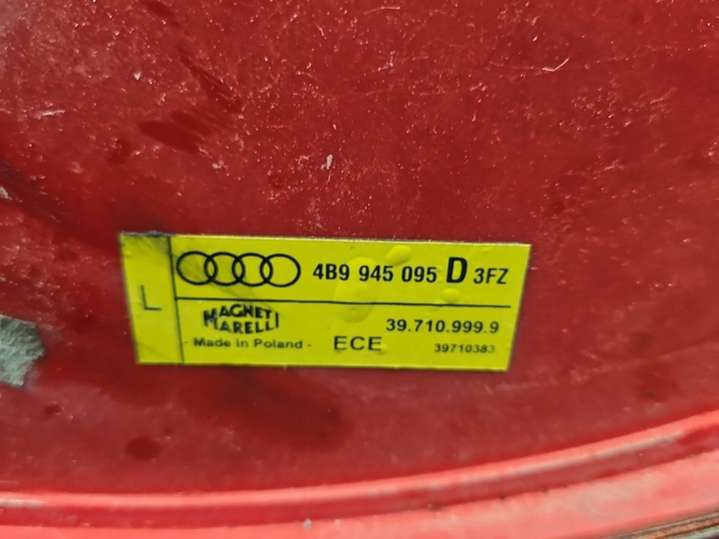 L
4B9 945 095 D 3FZ
MAGNETI
MARELLI
39.710.999.9
- Made in Poland -
ECE
39710383